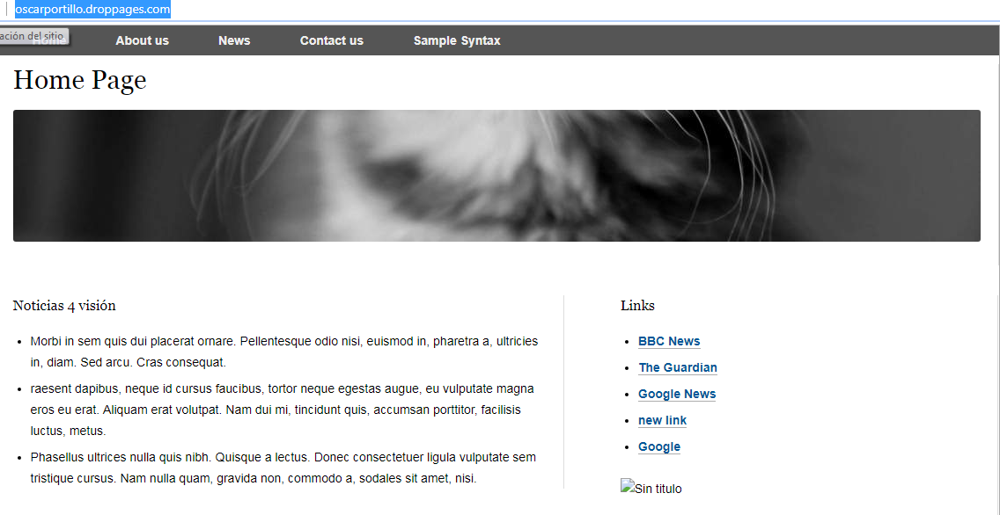 oscarportillo.droppages.com
ación del sitio
About us News Contact us Sample Syntax
Home Page
Noticias 4 visión
Links
Morbi in sem quis dui placerat ornare. Pellentesque odio nisi, euismod in, pharetra a, ultricies
in, diam. Sed arcu. Cras consequat.
raesent dapibus, neque id cursus faucibus, tortor neque egestas augue, eu vulputate magna
eros eu erat. Aliquam erat volutpat. Nam dui mi, tincidunt quis, accumsan porttitor, facilisis
luctus, metus.
Phasellus ultrices nulla quis nibh. Quisque a lectus. Donec consectetuer ligula vulputate sem
tristique cursus. Nam nulla quam, gravida non, commodo a, sodales sit amet, nisi.
BBC News
The Guardian
Google News
new link
Google
Sin titulo